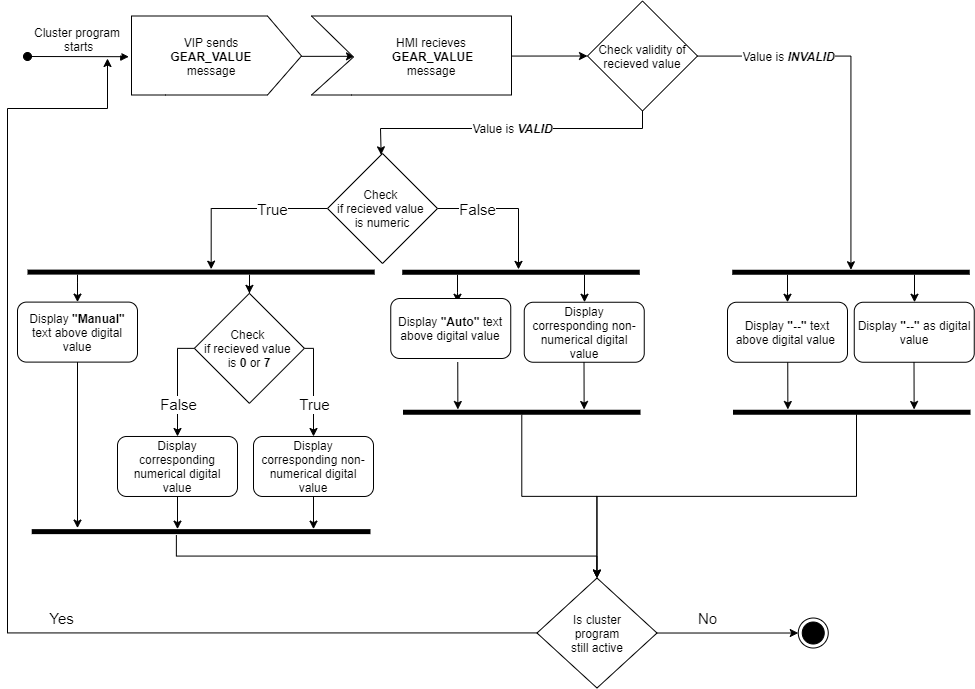 Cluster program
starts
VIP sends
GEAR_VALUE
message
HMI recieves
GEAR_VALUE
message
Check validity of
recieved value
Value is INVALID
Value is VALID
Check
if recieved value
is numeric
True
False
Display "Manual"
text above digital
value
Check
if recieved value
is 0 or 7
Display "Auto" text
above digital value
Display
corresponding non-
numerical digital
value
Display "--" text
above digital value
Display "--" as digital
value
False
True
Display
corresponding
numerical digital
value
Display
corresponding non-
numerical digital
value
Yes
Is cluster
program
still active
No